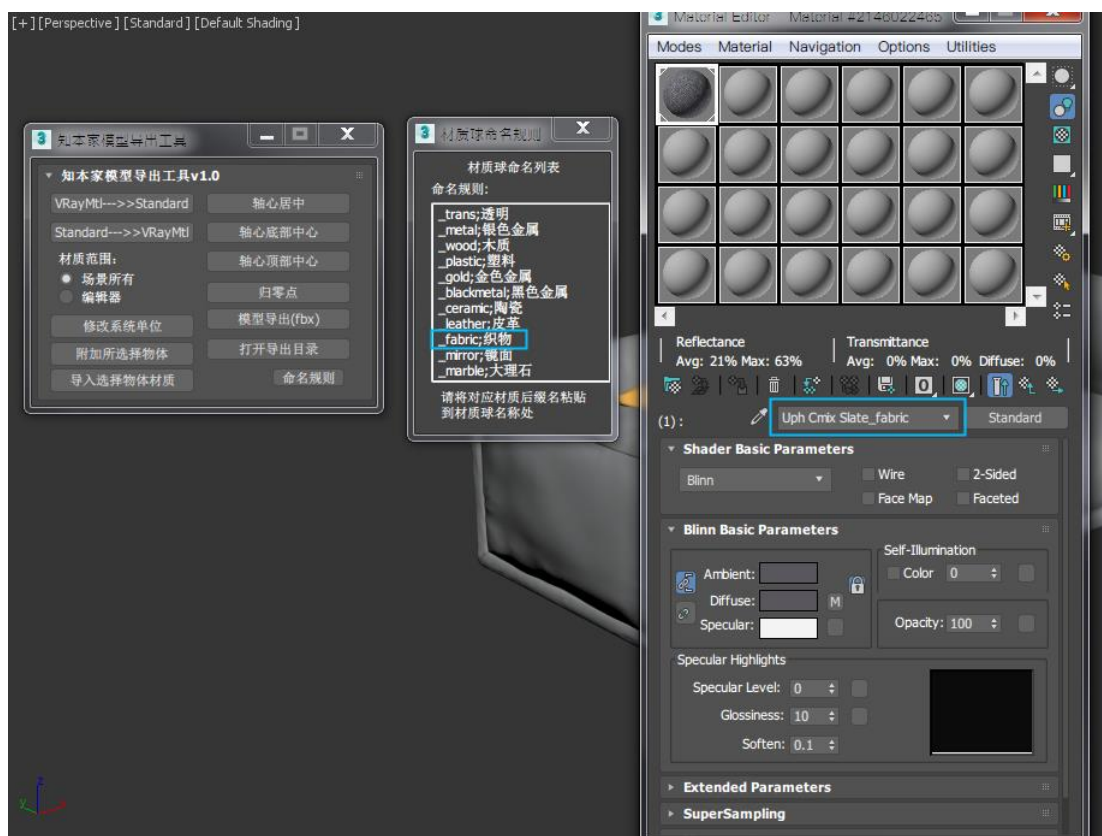 [+][Perspective][Standard][Default Shading]
知本家模型导出工具
知本家模型导出工具v1.0
VRayMtl--->>Standard
轴心居中
Standard--->>VRayMtl
轴心底部中心
材质范围:
轴心顶部中心
场景所有
编辑器
归零点
修改系统单位
模型导出(fbx)
附加所选择物体
打开导出目录
导入选择物体材质
命名规则
材质球命名规则
X
材质球命名列表
命名规则:
_trans;透明
_metal;银色金属
_wood;木质
_plastic;塑料
_gold;金色金属
_blackmetal;黑色金属
_ceramic;陶瓷
_leather;皮革
_fabric;织物
_mirror;镜面
_marble;大理石
请将对应材质后缀名粘贴
到材质球名称处
Material Editor - Material #2146022465
Modes Material Navigation Options Utilities
Reflectance
Avg: 21% Max: 63%
Transmittance
Avg: 0% Max: 0% Diffuse: 0%
(1) :
Uph Cmix Slate_fabric
Standard
Shader Basic Parameters
Blinn
Wire
2-Sided
Face Map
Faceted
Blinn Basic Parameters
Self-Illumination
Ambient:
Color 0
Diffuse:
M
Specular:
Opacity: 100
Specular Highlights
Specular Level: 0
Glossiness: 10
Soften: 0.1
Extended Parameters
SuperSampling
z
y
x